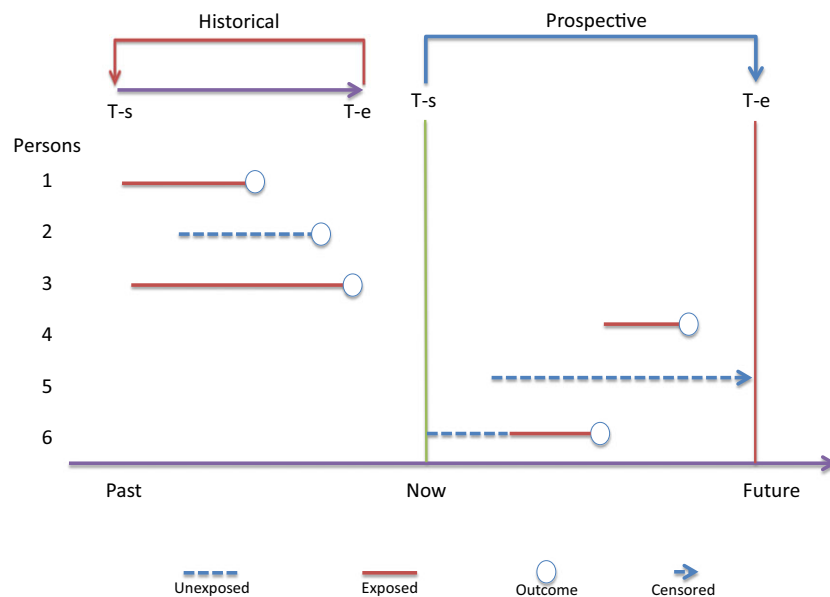 Historical
Prospective
T-s
T-e
T-s
T-e
Persons
1
2
3
4
5
6
Past
Now
Future
Unexposed
Exposed
Outcome
Censored